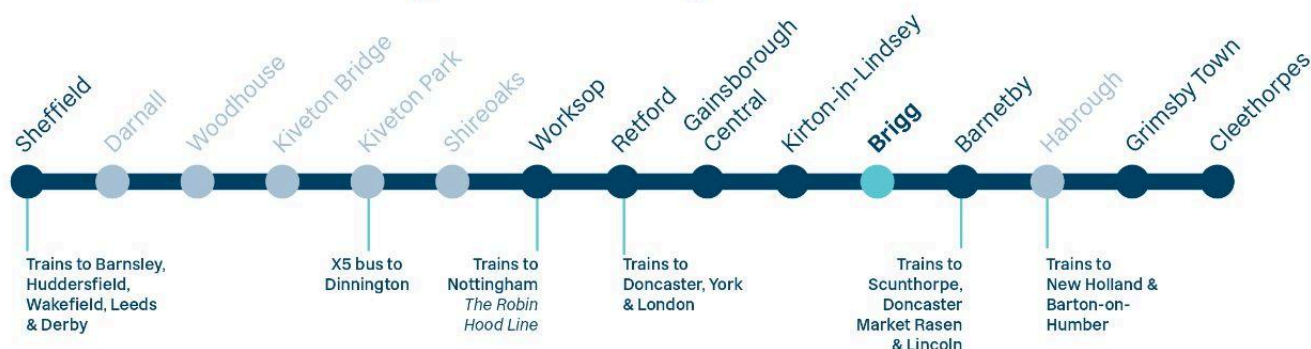 Sheffield
Darnall
Woodhouse
Kiveton Bridge
Kiveton Park
Shireoaks
Worksop
Retford
Gainsborough
Central
Kirton-in-Lindsey
Brigg
Barnetby
Habrough
Grimsby Town
Cleethorpes
Trains to Barnsley,
Huddersfield,
Wakefield, Leeds
& Derby
X5 bus to
Dinnington
Trains to
Nottingham
The Robin
Hood Line
Trains to
Doncaster, York
& London
Trains to
Scunthorpe,
Doncaster
Market Rasen
& Lincoln
Trains to
New Holland &
Barton-on-
Humber